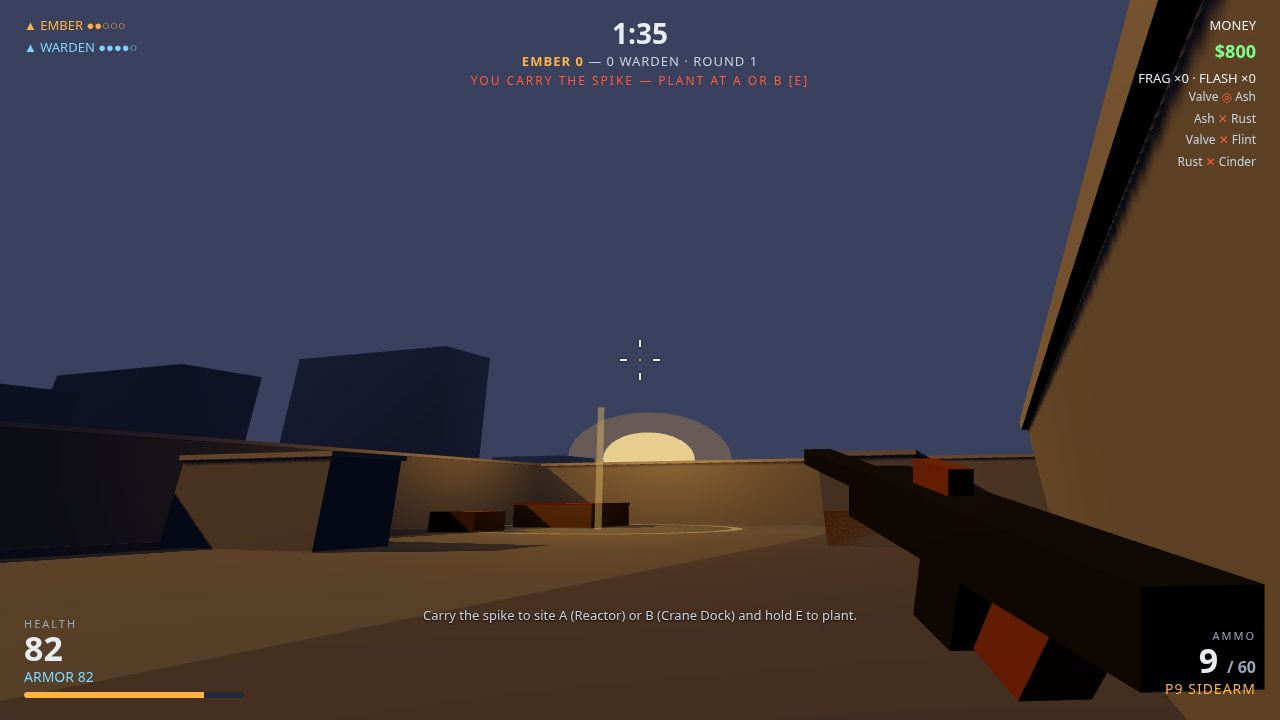 ▲ EMBER ●●○○○
▲ WARDEN ●●●●○
1:35
EMBER 0 — 0 WARDEN · ROUND 1
YOU CARRY THE SPIKE — PLANT AT A OR B [E]
MONEY
$800
FRAG ×0 · FLASH ×0
Valve ◎ Ash
Ash ✕ Rust
Valve ✕ Flint
Rust ✕ Cinder
Carry the spike to site A (Reactor) or B (Crane Dock) and hold E to plant.
HEALTH
82
ARMOR 82
AMMO
9 / 60
P9 SIDEARM